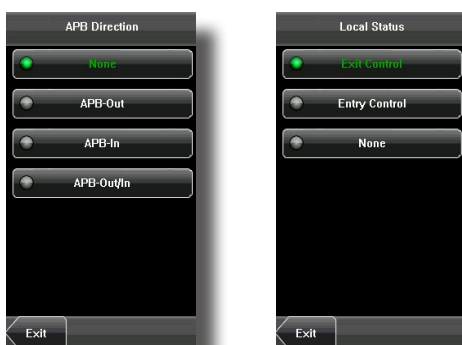 APB Direction
None
APB-Out
APB-In
APB-Out/In
Exit
Local Status
Exit Control
Entry Control
None
Exit